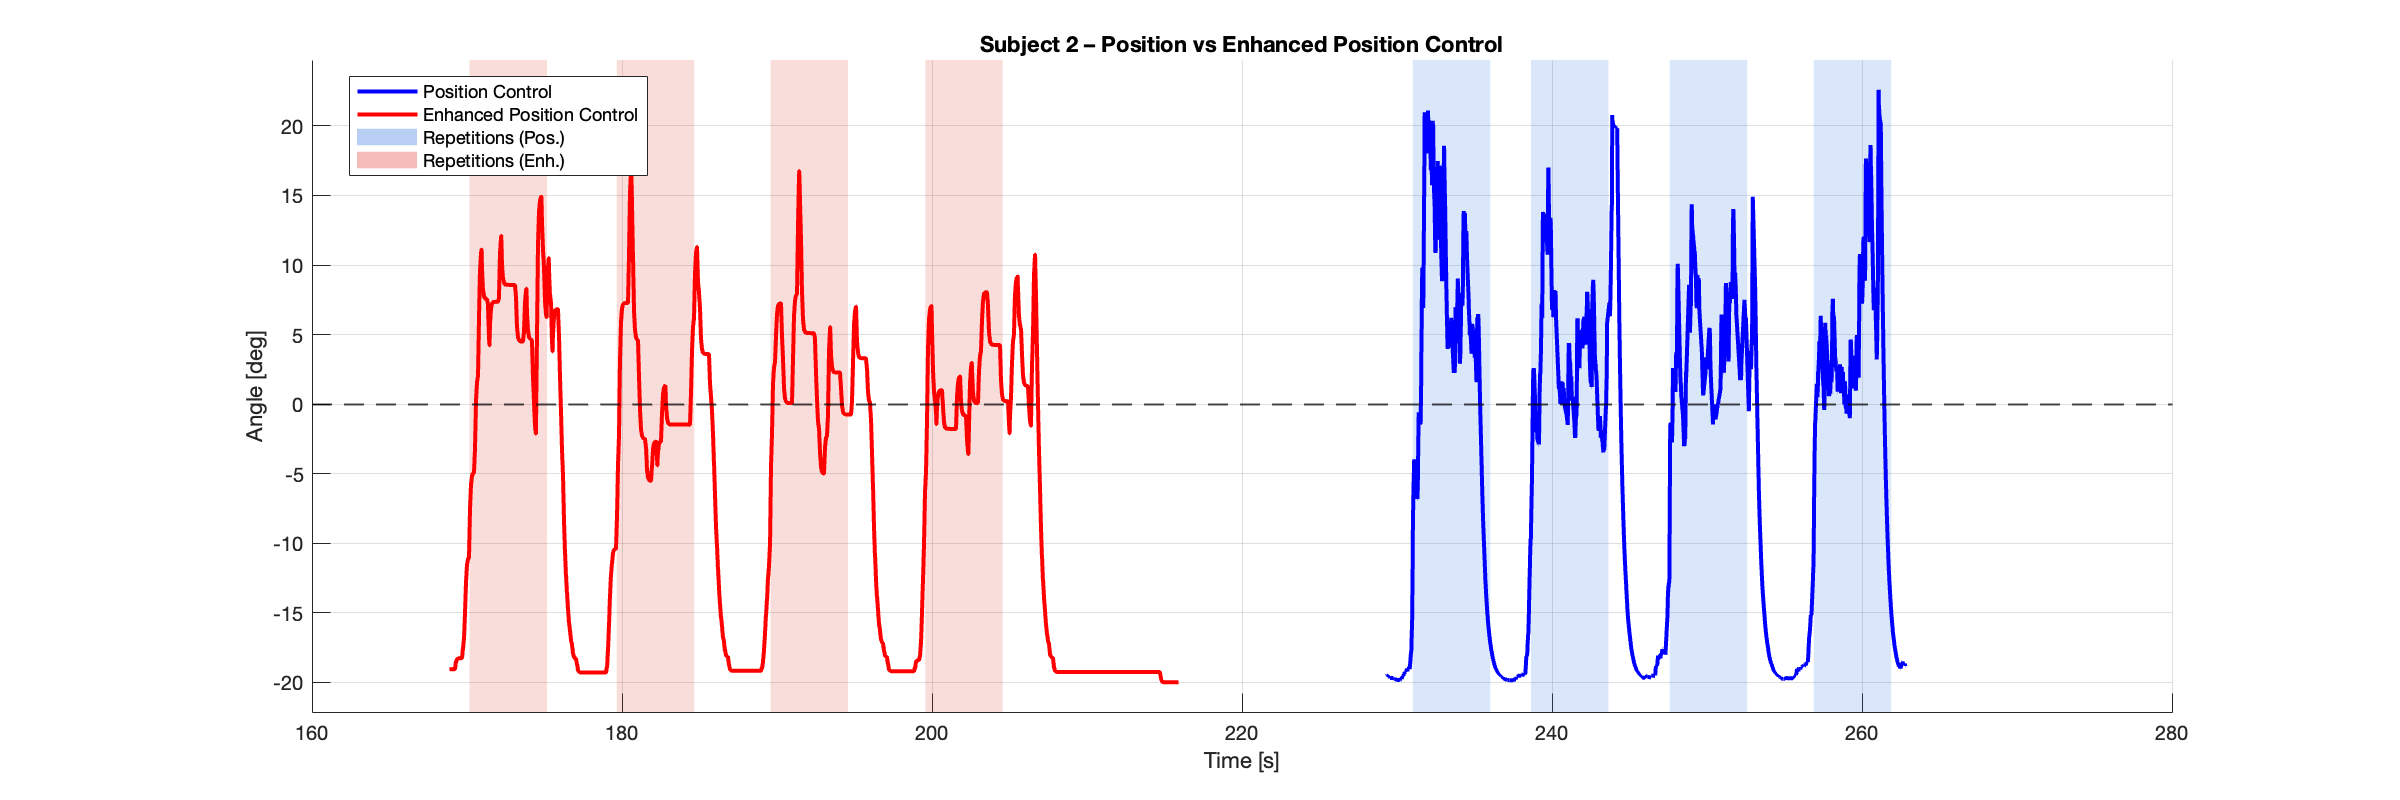 Subject 2 – Position vs Enhanced Position Control
Position Control
Enhanced Position Control
Repetitions (Pos.)
Repetitions (Enh.)
20
15
10
5
0
-5
-10
-15
-20
Angle [deg]
160 180 200 220 240 260 280
Time [s]